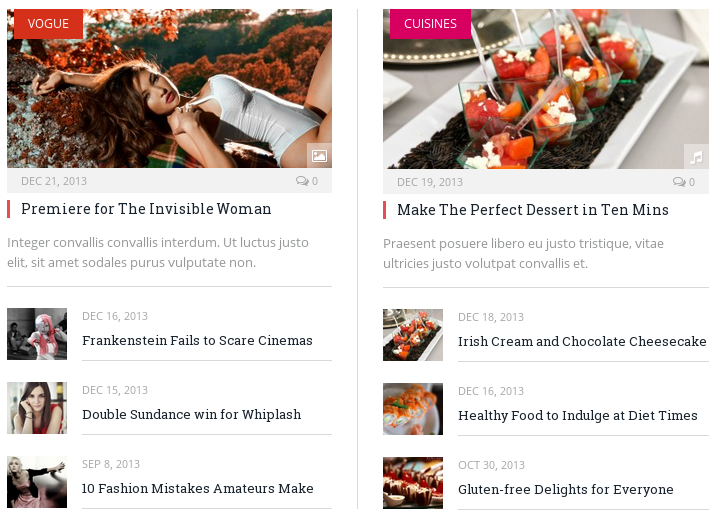 VOGUE
DEC 21, 2013
0
Premiere for The Invisible Woman
Integer convallis convallis interdum. Ut luctus justo
elit, sit amet sodales purus vulputate non.
DEC 16, 2013
Frankenstein Fails to Scare Cinemas
DEC 15, 2013
Double Sundance win for Whiplash
SEP 8, 2013
10 Fashion Mistakes Amateurs Make
CUISINES
DEC 19, 2013
0
Make The Perfect Dessert in Ten Mins
Praesent posuere libero eu justo tristique, vitae
ultricies justo volutpat convallis et.
DEC 18, 2013
Irish Cream and Chocolate Cheesecake
DEC 16, 2013
Healthy Food to Indulge at Diet Times
OCT 30, 2013
Gluten-free Delights for Everyone